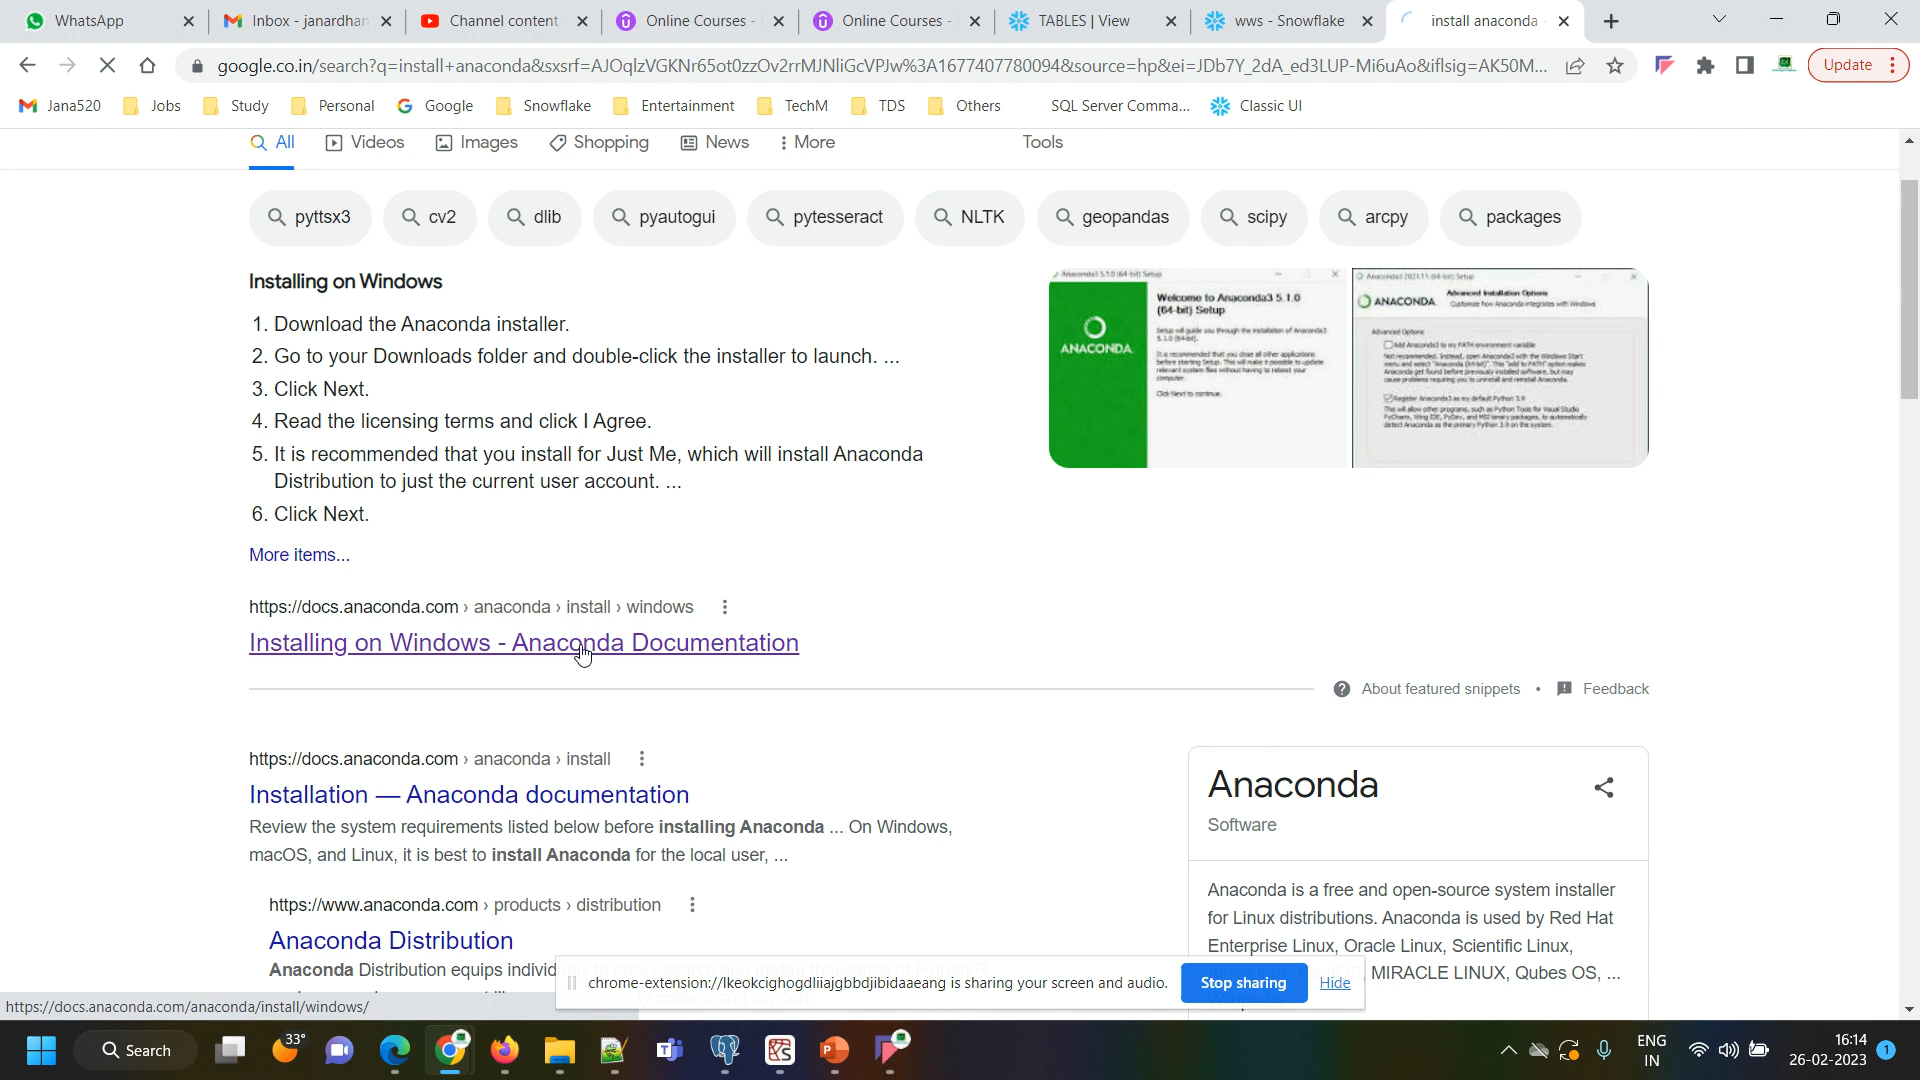 WhatsApp
Inbox - janardhan
Channel content
Online Courses -
Online Courses -
TABLES | View
wws - Snowflake
install anaconda
google.co.in/search?q=install+anaconda&sxsrf=AJOqlzVGKNr65ot0zzOv2rrMJNliGcVPJw%3A1677407780094&source=hp&ei=JDb7Y_2dA_ed3LUP-Mi6uAo&iflsig=AK50M...
Update
Jana520
Jobs
Study
Personal
Google
Snowflake
Entertainment
TechM
TDS
Others
SQL Server Comma...
Classic UI
All
Videos
Images
Shopping
News
More
Tools
pyttsx3
cv2
dlib
pyautogui
pytesseract
NLTK
geopandas
scipy
arcpy
packages
Installing on Windows
1. Download the Anaconda installer.
2. Go to your Downloads folder and double-click the installer to launch. ...
3. Click Next.
4. Read the licensing terms and click I Agree.
5. It is recommended that you install for Just Me, which will install Anaconda
Distribution to just the current user account. ...
6. Click Next.
More items...
Welcome to Anaconda3 5.1.0
(64-bit) Setup
ANACONDA
ANACONDA
Advanced Installation Options
Customize how Anaconda integrates with Windows
Advanced Options
https://docs.anaconda.com › anaconda › install › windows
Installing on Windows - Anaconda Documentation
About featured snippets • Feedback
https://docs.anaconda.com › anaconda › install
Installation — Anaconda documentation
Review the system requirements listed below before installing Anaconda ... On Windows,
macOS, and Linux, it is best to install Anaconda for the local user, ...
https://www.anaconda.com › products › distribution
Anaconda Distribution
Anaconda Distribution equips individ
Anaconda
Software
Anaconda is a free and open-source system installer
for Linux distributions. Anaconda is used by Red Hat
Enterprise Linux, Oracle Linux, Scientific Linux,
MIRACLE LINUX, Qubes OS, ...
chrome-extension://lkeokcighogdliiajgbbdjibidaaeang is sharing your screen and audio.
Stop sharing
Hide
https://docs.anaconda.com/anaconda/install/windows/
Search
33°
ENG
IN
16:14
26-02-2023
1